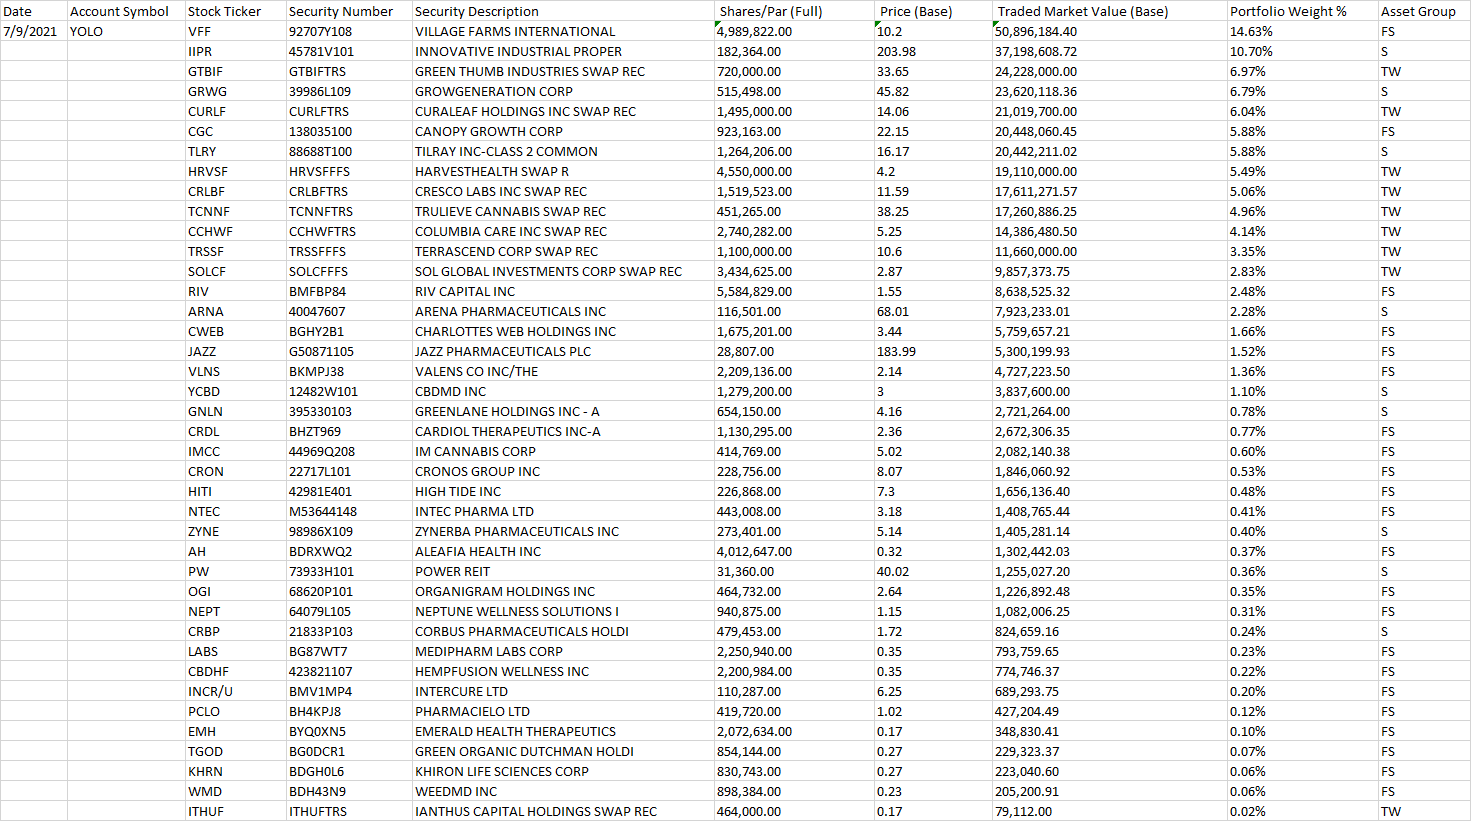 Date Account Symbol Stock Ticker Security Number Security Description Shares/Par (Full) Price (Base) Traded Market Value (Base) Portfolio Weight % Asset Group
7/9/2021 YOLO VFF 92707Y108 VILLAGE FARMS INTERNATIONAL 4,989,822.00 10.2 50,896,184.40 14.63% FS
IIPR 45781V101 INNOVATIVE INDUSTRIAL PROPER 182,364.00 203.98 37,198,608.72 10.70% S
GTBIF GTBIFTRS GREEN THUMB INDUSTRIES SWAP REC 720,000.00 33.65 24,228,000.00 6.97% TW
GRWG 39986L109 GROWGENERATION CORP 515,498.00 45.82 23,620,118.36 6.79% S
CURLF CURLFTRS CURALEAF HOLDINGS INC SWAP REC 1,495,000.00 14.06 21,019,700.00 6.04% TW
CGC 138035100 CANOPY GROWTH CORP 923,163.00 22.15 20,448,060.45 5.88% FS
TLRY 88688T100 TILRAY INC-CLASS 2 COMMON 1,264,206.00 16.17 20,442,211.02 5.88% S
HRVSF HRVSFFFS HARVESTHEALTH SWAP R 4,550,000.00 4.2 19,110,000.00 5.49% TW
CRLBF CRLBFTRS CRESCO LABS INC SWAP REC 1,519,523.00 11.59 17,611,271.57 5.06% TW
TCNNF TCNNFTRS TRULIEVE CANNABIS SWAP REC 451,265.00 38.25 17,260,886.25 4.96% TW
CCHWF CCHWFTRS COLUMBIA CARE INC SWAP REC 2,740,282.00 5.25 14,386,480.50 4.14% TW
TRSSF TRSSFFFS TERRASCEND CORP SWAP REC 1,100,000.00 10.6 11,660,000.00 3.35% TW
SOLCF SOLCFFFS SOL GLOBAL INVESTMENTS CORP SWAP REC 3,434,625.00 2.87 9,857,373.75 2.83% TW
RIV BMFBP84 RIV CAPITAL INC 5,584,829.00 1.55 8,638,525.32 2.48% FS
ARNA 40047607 ARENA PHARMACEUTICALS INC 116,501.00 68.01 7,923,233.01 2.28% S
CWEB BGHY2B1 CHARLOTTES WEB HOLDINGS INC 1,675,201.00 3.44 5,759,657.21 1.66% FS
JAZZ G50871105 JAZZ PHARMACEUTICALS PLC 28,807.00 183.99 5,300,199.93 1.52% FS
VLNS BKMPJ38 VALENS CO INC/THE 2,209,136.00 2.14 4,727,223.50 1.36% FS
YCBD 12482W101 CBDMD INC 1,279,200.00 3 3,837,600.00 1.10% S
GNLN 395330103 GREENLANE HOLDINGS INC - A 654,150.00 4.16 2,721,264.00 0.78% S
CRDL BHZT969 CARDIOL THERAPEUTICS INC-A 1,130,295.00 2.36 2,672,306.35 0.77% FS
IMCC 44969Q208 IM CANNABIS CORP 414,769.00 5.02 2,082,140.38 0.60% FS
CRON 22717L101 CRONOS GROUP INC 228,756.00 8.07 1,846,060.92 0.53% FS
HITI 42981E401 HIGH TIDE INC 226,868.00 7.3 1,656,136.40 0.48% FS
NTEC M53644148 INTEC PHARMA LTD 443,008.00 3.18 1,408,765.44 0.41% FS
ZYNE 98986X109 ZYNERBA PHARMACEUTICALS INC 273,401.00 5.14 1,405,281.14 0.40% S
AH BDRXWQ2 ALEAFIA HEALTH INC 4,012,647.00 0.32 1,302,442.03 0.37% FS
PW 73933H101 POWER REIT 31,360.00 40.02 1,255,027.20 0.36% S
OGI 68620P101 ORGANIGRAM HOLDINGS INC 464,732.00 2.64 1,226,892.48 0.35% FS
NEPT 64079L105 NEPTUNE WELLNESS SOLUTIONS I 940,875.00 1.15 1,082,006.25 0.31% FS
CRBP 21833P103 CORBUS PHARMACEUTICALS HOLDI 479,453.00 1.72 824,659.16 0.24% S
LABS BG87WT7 MEDIPHARM LABS CORP 2,250,940.00 0.35 793,759.65 0.23% FS
CBDHF 423821107 HEMPFUSION WELLNESS INC 2,200,984.00 0.35 774,746.37 0.22% FS
INCR/U BMV1MP4 INTERCURE LTD 110,287.00 6.25 689,293.75 0.20% FS
PCLO BH4KPJ8 PHARMACIELO LTD 419,720.00 1.02 427,204.49 0.12% FS
EMH BYQ0XN5 EMERALD HEALTH THERAPEUTICS 2,072,634.00 0.17 348,830.41 0.10% FS
TGOD BG0DCR1 GREEN ORGANIC DUTCHMAN HOLDI 854,144.00 0.27 229,323.37 0.07% FS
KHRN BDGH0L6 KHIRON LIFE SCIENCES CORP 830,743.00 0.27 223,040.60 0.06% FS
WMD BDH43N9 WEEDMD INC 898,384.00 0.23 205,200.91 0.06% FS
ITHUF ITHUFTRS IANTHUS CAPITAL HOLDINGS SWAP REC 464,000.00 0.17 79,112.00 0.02% TW